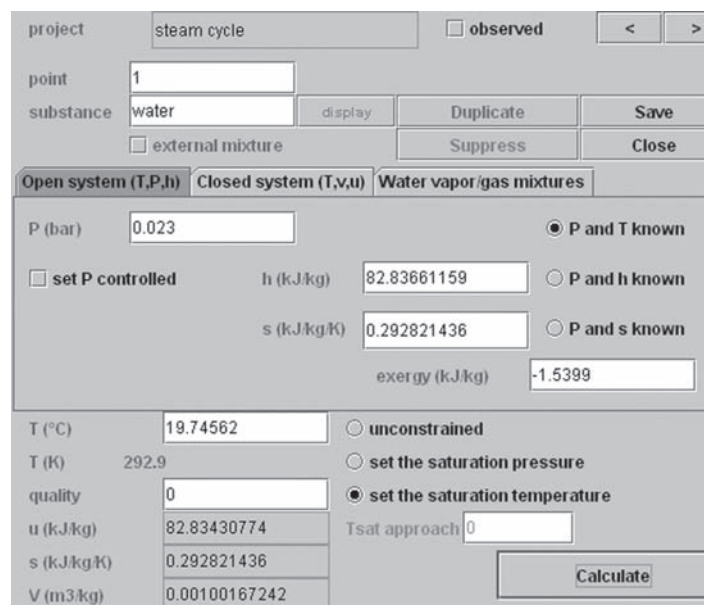 project steam cycle observed < >
point 1
substance water display Duplicate Save
external mixture Suppress Close
Open system (T,P,h) Closed system (T,v,u) Water vapor/gas mixtures
P (bar) 0.023 P and T known
set P controlled h (kJ/kg) 82.83661159 P and h known
s (kJ/kg/K) 0.292821436 P and s known
exergy (kJ/kg) -1.5399
T (°C) 19.74562 unconstrained
T (K) 292.9 set the saturation pressure
quality 0 set the saturation temperature
u (kJ/kg) 82.83430774 Tsat approach 0
s (kJ/kg/K) 0.292821436 Calculate
V (m3/kg) 0.00100167242